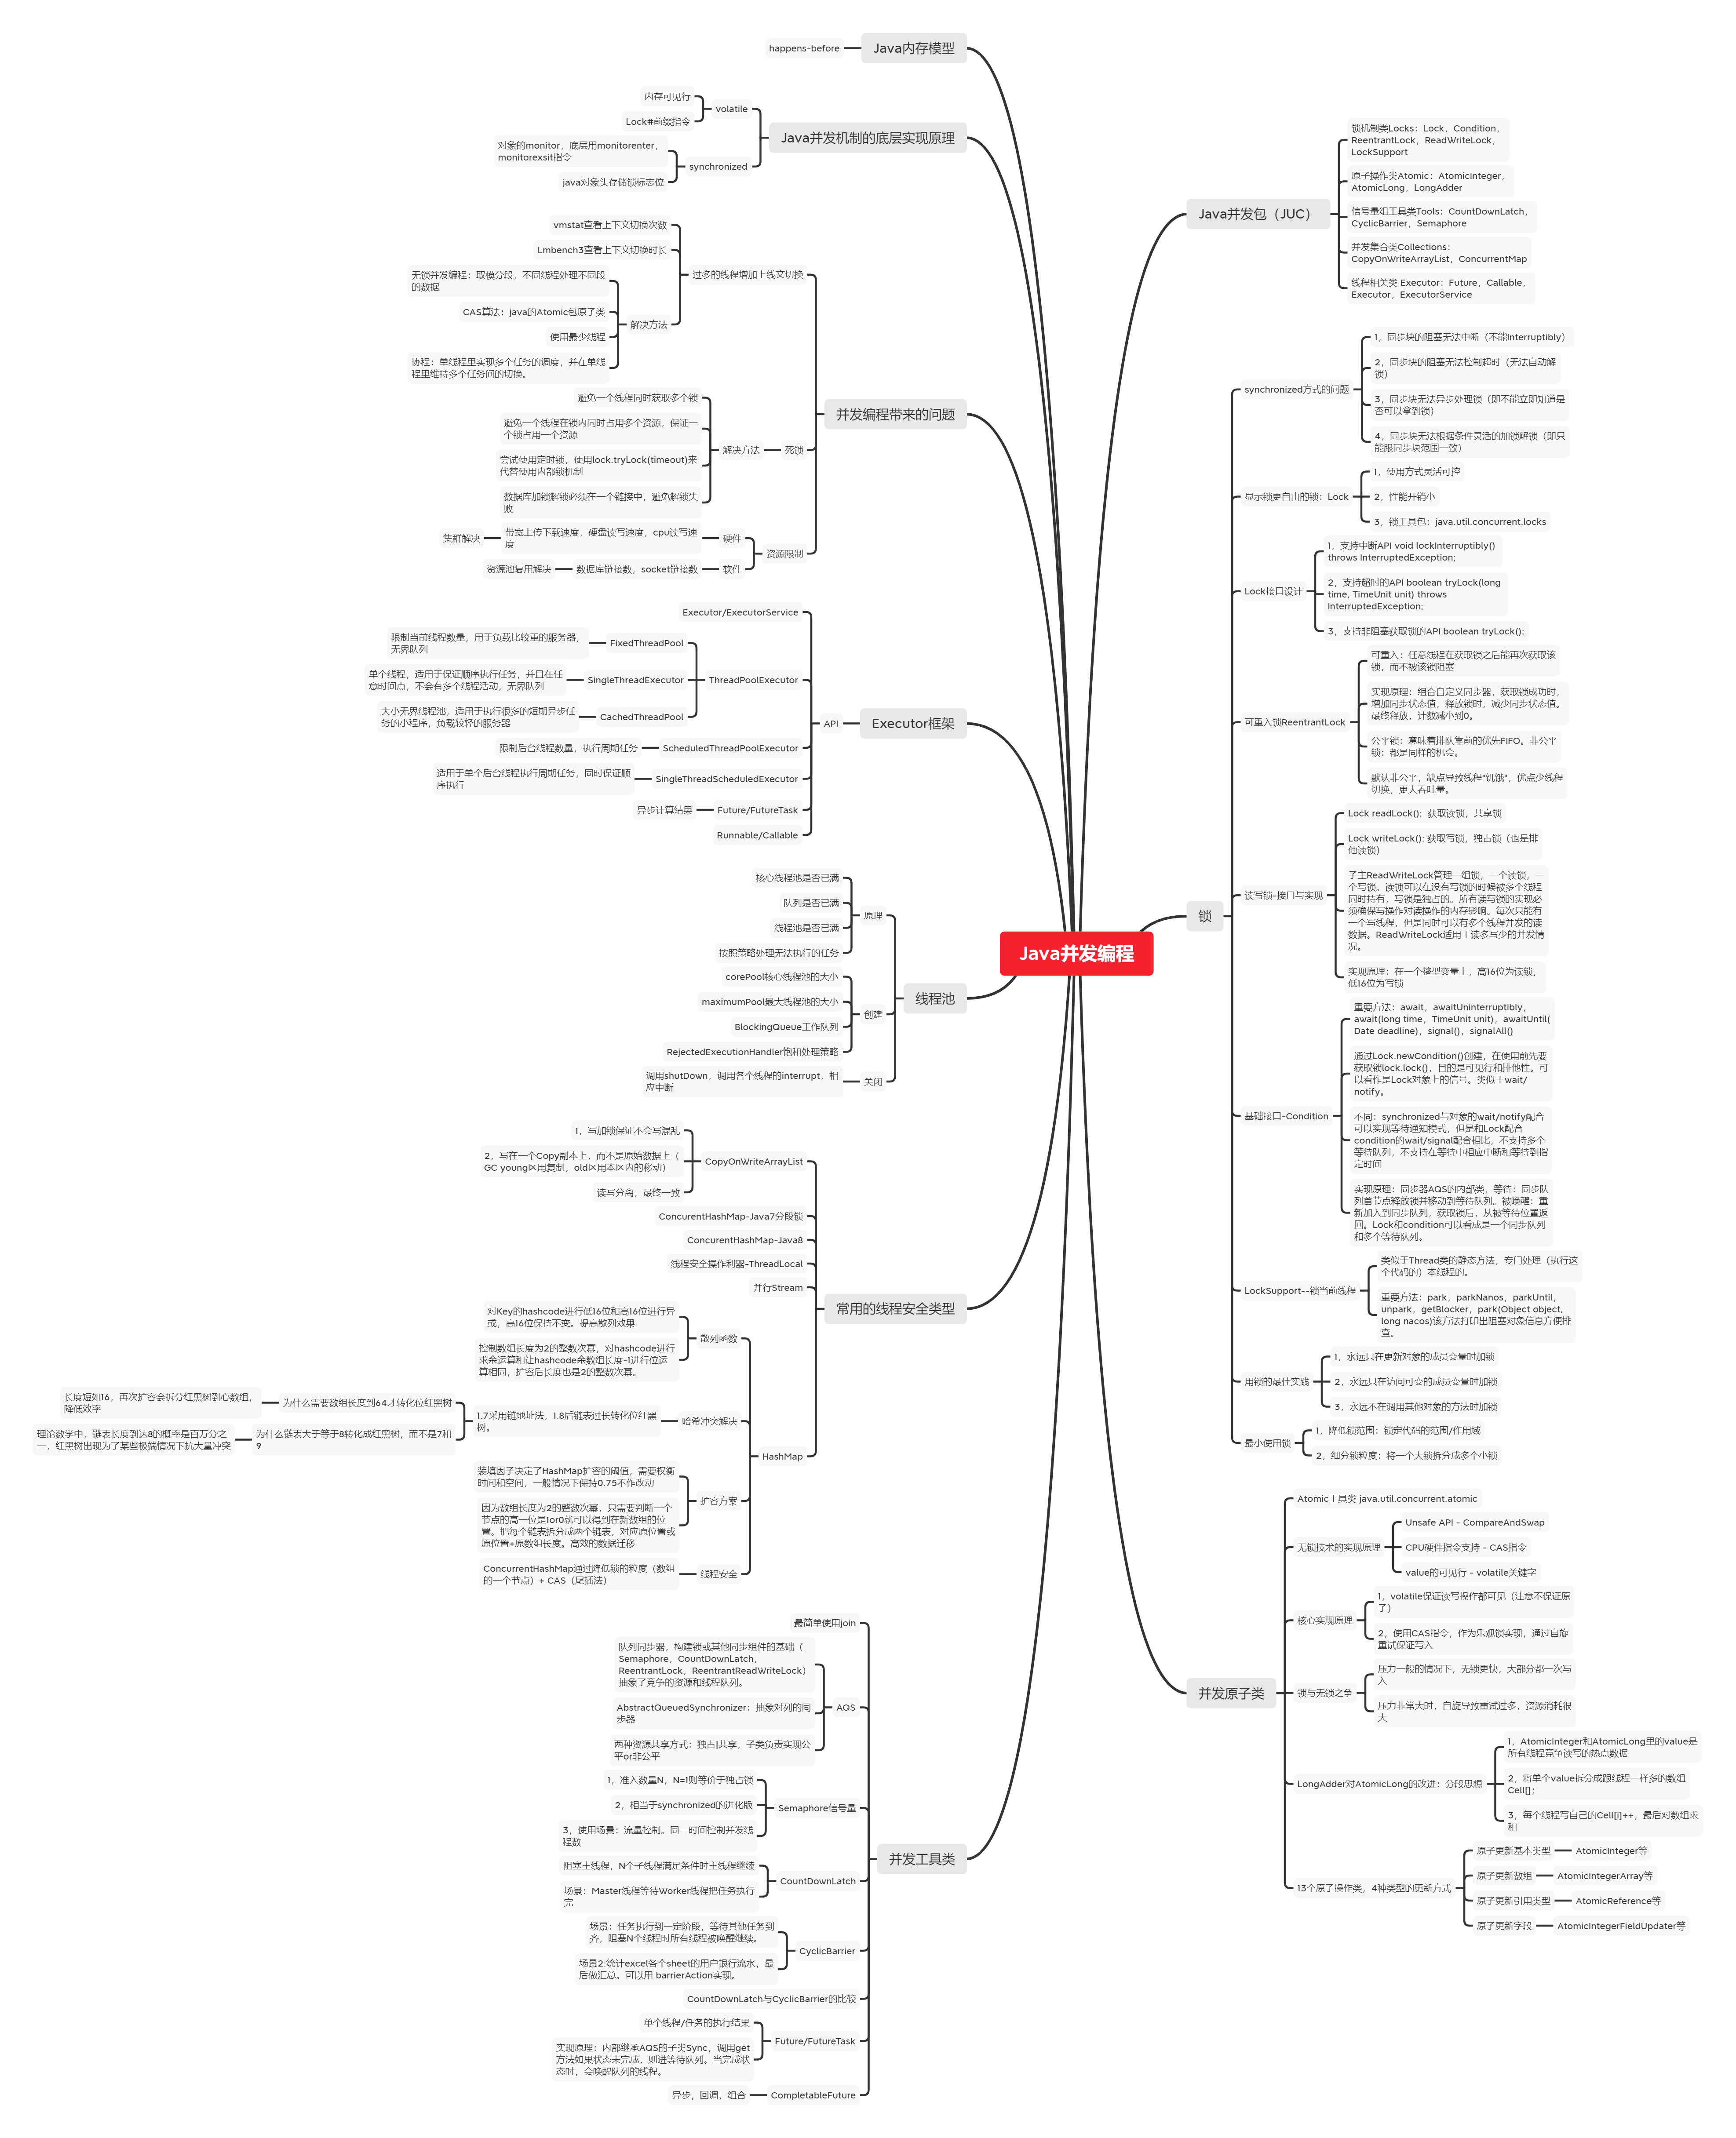 Java并发编程
Java并发包（JUC）
锁机制类Locks：Lock，Condition，
ReentrantLock，ReadWriteLock，
LockSupport
原子操作类Atomic：AtomicInteger，
AtomicLong，LongAdder
信号量组工具类Tools：CountDownLatch，
CyclicBarrier，Semaphore
并发集合类Collections：
CopyOnWriteArrayList，ConcurrentMap
线程相关类 Executor：Future，Callable，
Executor，ExecutorService
锁
synchronized方式的问题
1，同步块的阻塞无法中断（不能Interruptibly）
2，同步块的阻塞无法控制超时（无法自动解
锁）
3，同步块无法异步处理锁（即不能立即知道是
否可以拿到锁）
4，同步块无法根据条件灵活的加锁解锁（即只
能跟同步块范围一致）
显示锁更自由的锁：Lock
1，使用方式灵活可控
2，性能开销小
3，锁工具包：java.util.concurrent.locks
Lock接口设计
1，支持中断API void lockInterruptibly()
throws InterruptedException;
2，支持超时的API boolean tryLock(long
time, TimeUnit unit) throws
InterruptedException;
3，支持非阻塞获取锁的API boolean tryLock();
可重入锁ReentrantLock
可重入：任意线程在获取锁之后能再次获取该
锁，而不被该锁阻塞
实现原理：组合自定义同步器，获取锁成功时，
增加同步状态值，释放锁时，减少同步状态值。
最终释放，计数减小到0。
公平锁：意味着排队靠前的优先FIFO。非公平
锁：都是同样的机会。
默认非公平，缺点导致线程"饥饿"，优点少线程
切换，更大吞吐量。
读写锁-接口与实现
Lock readLock(); 获取读锁，共享锁
Lock writeLock(); 获取写锁，独占锁（也是排
他读锁）
子主ReadWriteLock管理一组锁，一个读锁，一
个写锁。读锁可以在没有写锁的时候被多个线程
同时持有，写锁是独占的。所有读写锁的实现必
须确保写操作对读操作的内存影响。每次只能有
一个写线程，但是同时可以有多个线程并发的读
数据。ReadWriteLock适用于读多写少的并发情
况。
实现原理：在一个整型变量上，高16位为读锁，
低16位为写锁
基础接口-Condition
重要方法：await，awaitUninterruptibly，
await(long time，TimeUnit unit)，awaitUntil(
Date deadline)，signal()，signalAll()
通过Lock.newCondition()创建，在使用前先要
获取锁lock.lock()，目的是可见行和排他性。可
以看作是Lock对象上的信号。类似于wait/
notify。
不同：synchronized与对象的wait/notify配合
可以实现等待通知模式，但是和Lock配合
condition的wait/signal配合相比，不支持多个
等待队列，不支持在等待中相应中断和等待到指
定时间
实现原理：同步器AQS的内部类，等待：同步队
列首节点释放锁并移动到等待队列。被唤醒：重
新加入到同步队列，获取锁后，从被等待位置返
回。Lock和condition可以看成是一个同步队列
和多个等待队列。
LockSupport--锁当前线程
类似于Thread类的静态方法，专门处理（执行这
个代码的）本线程的。
重要方法：park，parkNanos，parkUtil，
unpark，getBlocker，park(Object object,
long nacos)该方法打印出阻塞对象信息方便排
查。
用锁的最佳实践
1，永远只在更新对象的成员变量时加锁
2，永远只在访问可变的成员变量时加锁
3，永远不在调用其他对象的方法时加锁
最小使用锁
1，降低锁范围：锁定代码的范围/作用域
2，细分锁粒度：将一个大锁拆分成多个小锁
并发原子类
Atomic工具类 java.util.concurrent.atomic
无锁技术的实现原理
Unsafe API - CompareAndSwap
CPU硬件指令支持 - CAS指令
value的可见行 - volatile关键字
核心实现原理
1，volatile保证读写操作都可见（注意不保证原
子）
2，使用CAS指令，作为乐观锁实现，通过自旋
重试保证写入
锁与无锁之争
压力一般的情况下，无锁更快，大部分都一次写
入
压力非常大时，自旋导致重试过多，资源消耗很
大
LongAdder对AtomicLong的改进：分段思想
1，AtomicInteger和AtomicLong里的value是
所有线程竞争读写的热点数据
2，将单个value拆分成跟线程一样多的数组
Cell[];
3，每个线程写自己的Cell[i]++，最后对数组求
和
13个原子操作类，4种类型的更新方式
原子更新基本类型
AtomicInteger等
原子更新数组
AtomicIntegerArray等
原子更新引用类型
AtomicReference等
原子更新字段
AtomicIntegerFieldUpdater等
Java内存模型
happens-before
Java并发机制的底层实现原理
volatile
内存可见行
Lock#前缀指令
synchronized
对象的monitor，底层用monitorenter，
monitorexsit指令
java对象头存储锁标志位
并发编程带来的问题
过多的线程增加上线文切换
vmstat查看上下文切换次数
Lmbench3查看上下文切换时长
解决方法
无锁并发编程：取模分段，不同线程处理不同段
的数据
CAS算法：java的Atomic包原子类
使用最少线程
协程：单线程里实现多个任务的调度，并在单线
程里维持多个任务间的切换。
死锁
解决方法
避免一个线程同时获取多个锁
避免一个线程在锁内同时占用多个资源，保证一
个锁占用一个资源
尝试使用定时锁，使用lock.tryLock(timeout)来
代替使用内部锁机制
数据库加锁解锁必须在一个链接中，避免解锁失
败
资源限制
硬件
带宽上传下载速度，硬盘读写速度，cpu读写速
度
集群解决
软件
数据库链接数，socket链接数
资源池复用解决
Executor框架
API
Executor/ExecutorService
ThreadPoolExecutor
FixedThreadPool
限制当前线程数量，用于负载比较重的服务器，
无界队列
SingleThreadExecutor
单个线程，适用于保证顺序执行任务，并且在任
意时间点，不会有多个线程活动，无界队列
CachedThreadPool
大小无界线程池，适用于执行很多的短期异步任
务的小程序，负载较轻的服务器
ScheduledThreadPoolExecutor
限制后台线程数量，执行周期任务
SingleThreadScheduledExecutor
适用于单个后台线程执行周期任务，同时保证顺
序执行
Future/FutureTask
异步计算结果
Runnable/Callable
线程池
原理
核心线程池是否已满
队列是否已满
线程池是否已满
按照策略处理无法执行的任务
创建
corePool核心线程池的大小
maximumPool最大线程池的大小
BlockingQueue工作队列
RejectedExecutionHandler饱和处理策略
关闭
调用shutDown，调用各个线程的interrupt，相
应中断
常用的线程安全类型
CopyOnWriteArrayList
1，写加锁保证不会写混乱
2，写在一个Copy副本上，而不是原始数据上（
GC young区用复制，old区用本区内的移动）
读写分离，最终一致
ConcurentHashMap-Java7分段锁
ConcurentHashMap-Java8
线程安全操作利器-ThreadLocal
并行Stream
HashMap
散列函数
对Key的hashcode进行低16位和高16位进行异
或，高16位保持不变。提高散列效果
控制数组长度为2的整数次幂，对hashcode进行
求余运算和让hashcode余数组长度-1进行位运
算相同，扩容后长度也是2的整数次幂。
哈希冲突解决
1.7采用链地址法，1.8后链表过长转化位红黑
树。
为什么需要数组长度到64才转化位红黑树
长度短如16，再次扩容会拆分红黑树到心数组，
降低效率
为什么链表大于等于8转化成红黑树，而不是7和
9
理论数学中，链表长度到达8的概率是百万分之
一，红黑树出现为了某些极端情况下抗大量冲突
扩容方案
装填因子决定了HashMap扩容的阈值，需要权衡
时间和空间，一般情况下保持0.75不作改动
因为数组长度为2的整数次幂，只需要判断一个
节点的高一位是1or0就可以得到在新数组的位
置。把每个链表拆分成两个链表，对应原位置或
原位置+原数组长度。高效的数据迁移
线程安全
ConcurrentHashMap通过降低锁的粒度（数组
的一个节点）+ CAS（尾插法）
并发工具类
最简单使用join
AQS
队列同步器，构建锁或其他同步组件的基础（
Semaphore，CountDownLatch，
ReentrantLock，ReentrantReadWriteLock）
抽象了竞争的资源和线程队列。
AbstractQueuedSynchronizer：抽象对列的同
步器
两种资源共享方式：独占|共享，子类负责实现公
平or非公平
Semaphore信号量
1，准入数量N，N=1则等价于独占锁
2，相当于synchronized的进化版
3，使用场景：流量控制。同一时间控制并发线
程数
CountDownLatch
阻塞主线程，N个子线程满足条件时主线程继续
场景：Master线程等待Worker线程把任务执行
完
CyclicBarrier
场景：任务执行到一定阶段，等待其他任务到
齐，阻塞N个线程时所有线程被唤醒继续。
场景2:统计excel各个sheet的用户银行流水，最
后做汇总。可以用 barrierAction实现。
CountDownLatch与CyclicBarrier的比较
Future/FutureTask
单个线程/任务的执行结果
实现原理：内部继承AQS的子类Sync，调用get
方法如果状态未完成，则进等待队列。当完成状
态时，会唤醒队列的线程。
CompletableFuture
异步，回调，组合